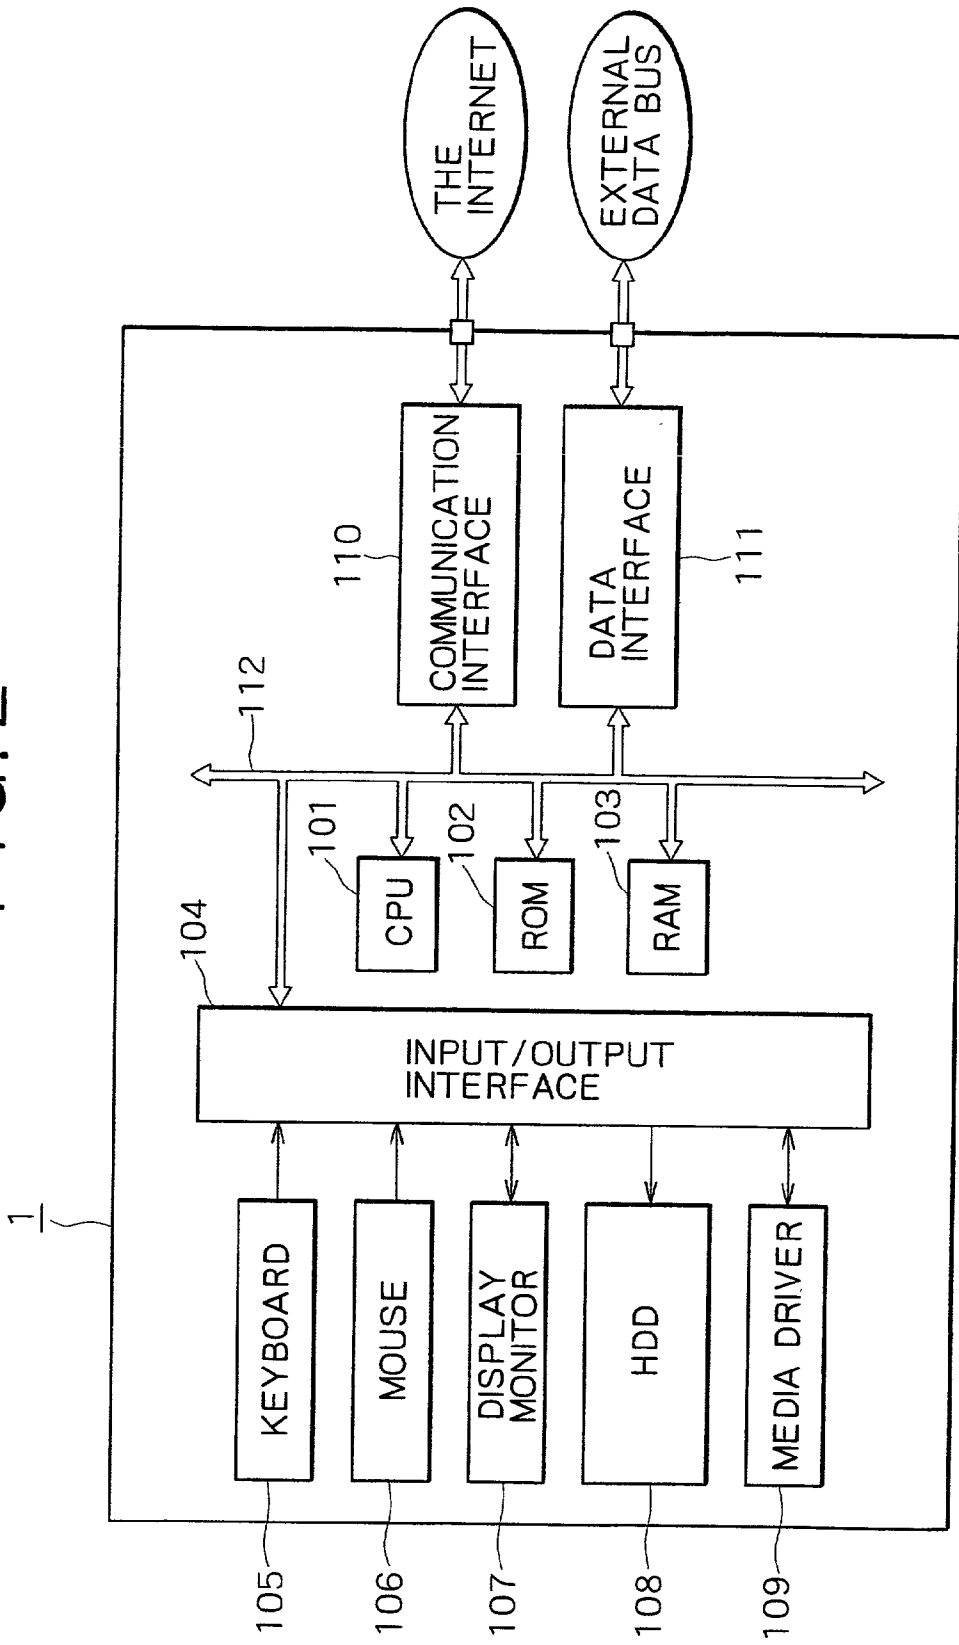 1
104
112
105
KEYBOARD
106
MOUSE
107
DISPLAY
MONITOR
108
HDD
109
MEDIA DRIVER
INPUT/OUTPUT
INTERFACE
101
CPU
102
ROM
103
RAM
110
COMMUNICATION
INTERFACE
DATA
INTERFACE
111
THE
INTERNET
EXTERNAL
DATA BUS